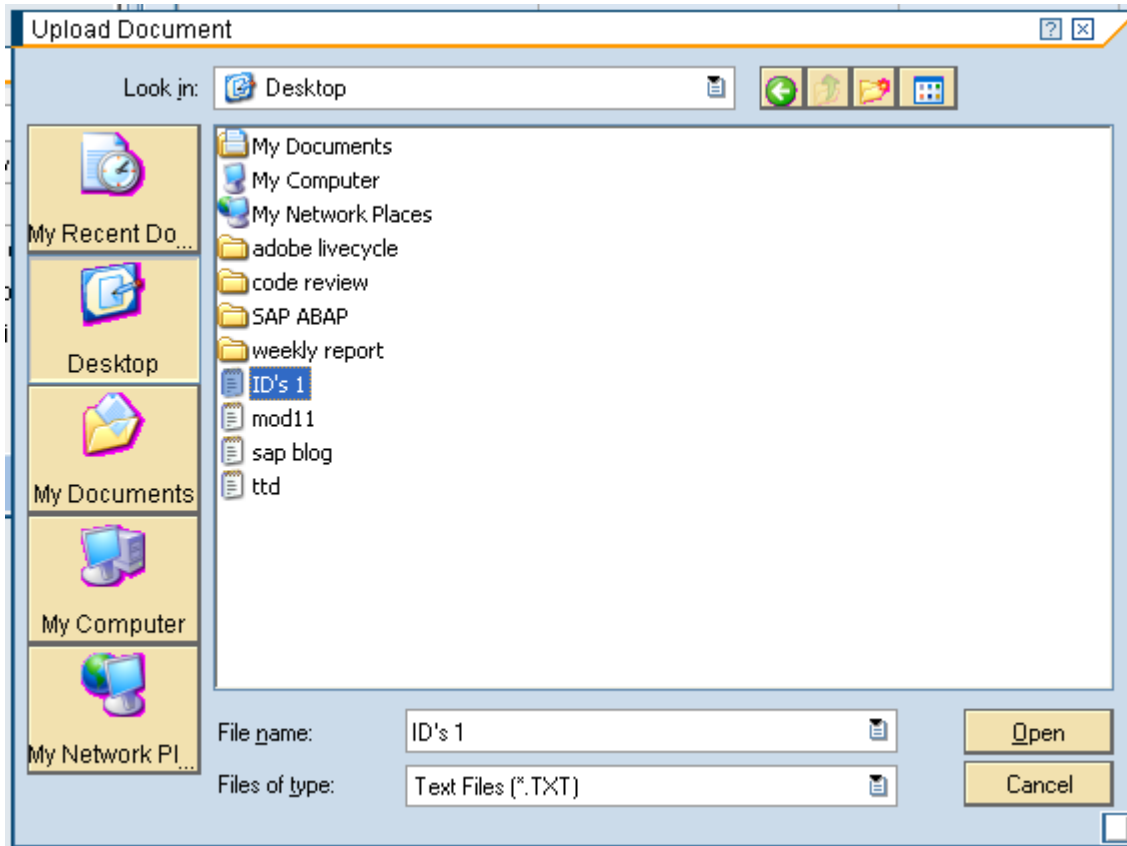 Upload Document
Look in:
Desktop
My Recent Do...
Desktop
My Documents
My Computer
My Network Pl...
My Documents
My Computer
My Network Places
adobe livecycle
code review
SAP ABAP
weekly report
ID's 1
mod11
sap blog
ttd
File name:
ID's 1
Open
Files of type:
Text Files (*.TXT)
Cancel